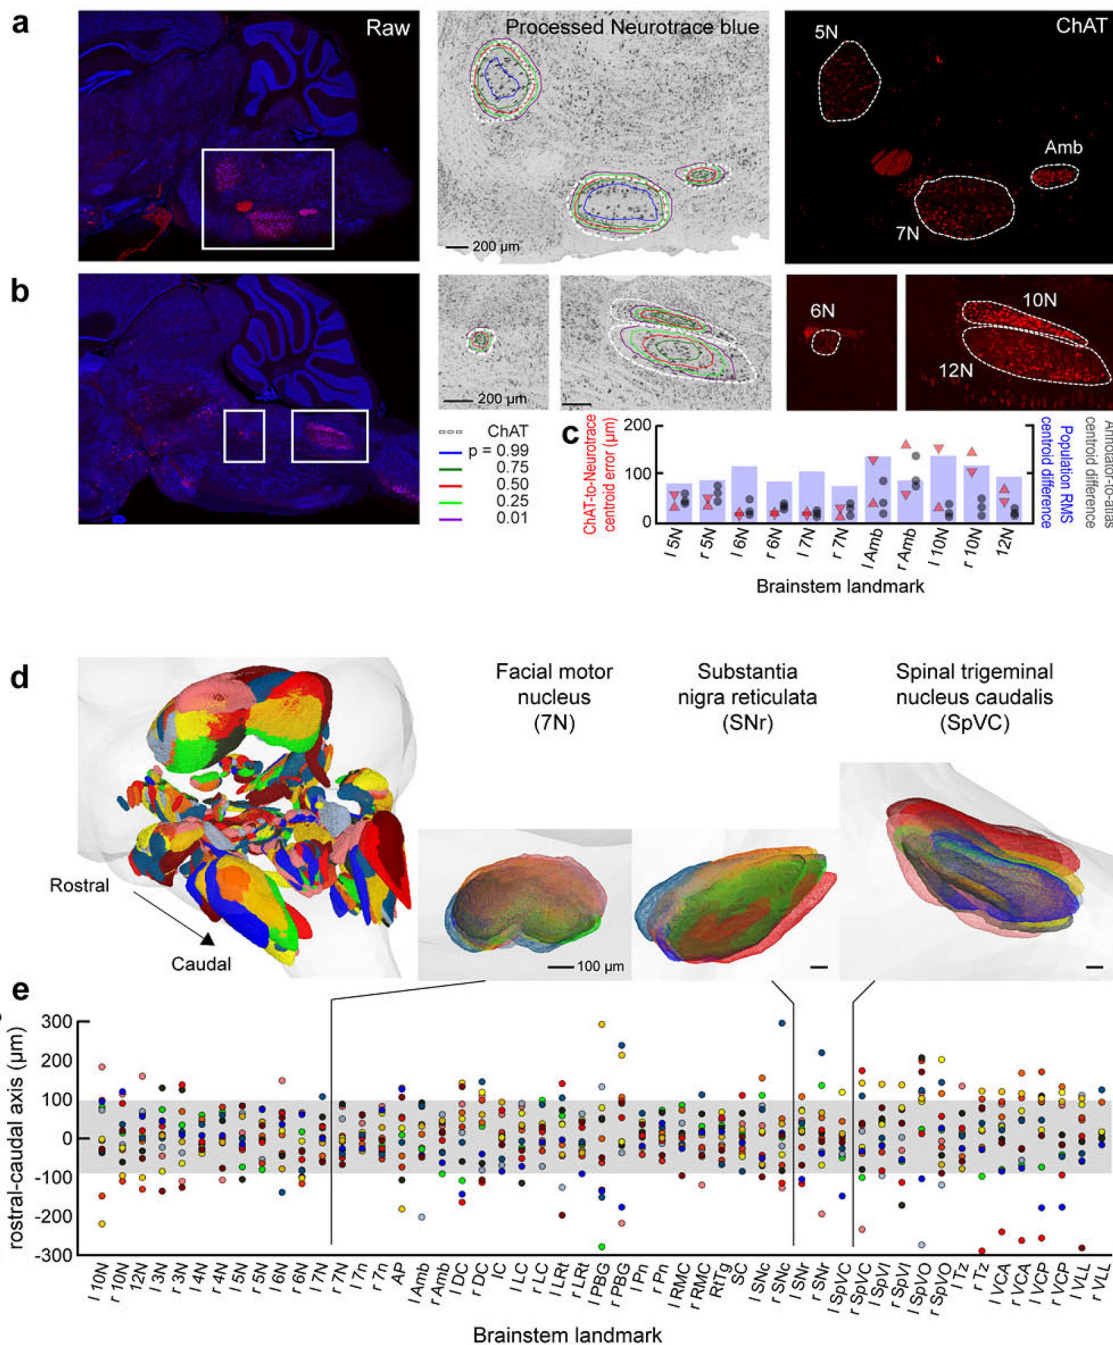 a
Raw
Processed Neurotrace blue
ChAT
5N
Amb
7N
200 µm
b
6N
10N
12N
200 µm
ChAT
p = 0.99
0.75
0.50
0.25
0.01
c
ChAT-to-Neurotrace
centroid error (µm)
200
100
0
Population RMS
centroid difference
Annotator-to-atlas
centroid difference
l 5N
r 5N
l 6N
r 6N
l 7N
r 7N
l Amb
r Amb
l 10N
r 10N
12N
Brainstem landmark
d
Facial motor
nucleus
(7N)
Substantia
nigra reticulata
(SNr)
Spinal trigeminal
nucleus caudalis
(SpVC)
Rostral
Caudal
100 µm
e
rostral-caudal axis (µm)
300
200
100
0
-100
-200
-300
l 10N
r 10N
12N
l 3N
r 3N
l 4N
r 4N
l 5N
r 5N
l 6N
r 6N
l 7N
r 7N
l 7n
r 7n
AP
l Amb
r Amb
l DC
r DC
IC
l LC
r LC
l LRt
r LRt
l PBG
r PBG
l Pn
r Pn
l RMC
r RMC
RtTg
SC
l SNc
r SNc
l SNr
r SNr
l SpVC
r SpVC
l SpVI
r SpVI
l SpVO
r SpVO
l Tz
r Tz
l VCA
r VCA
l VCP
r VCP
l VLL
r VLL
Brainstem landmark